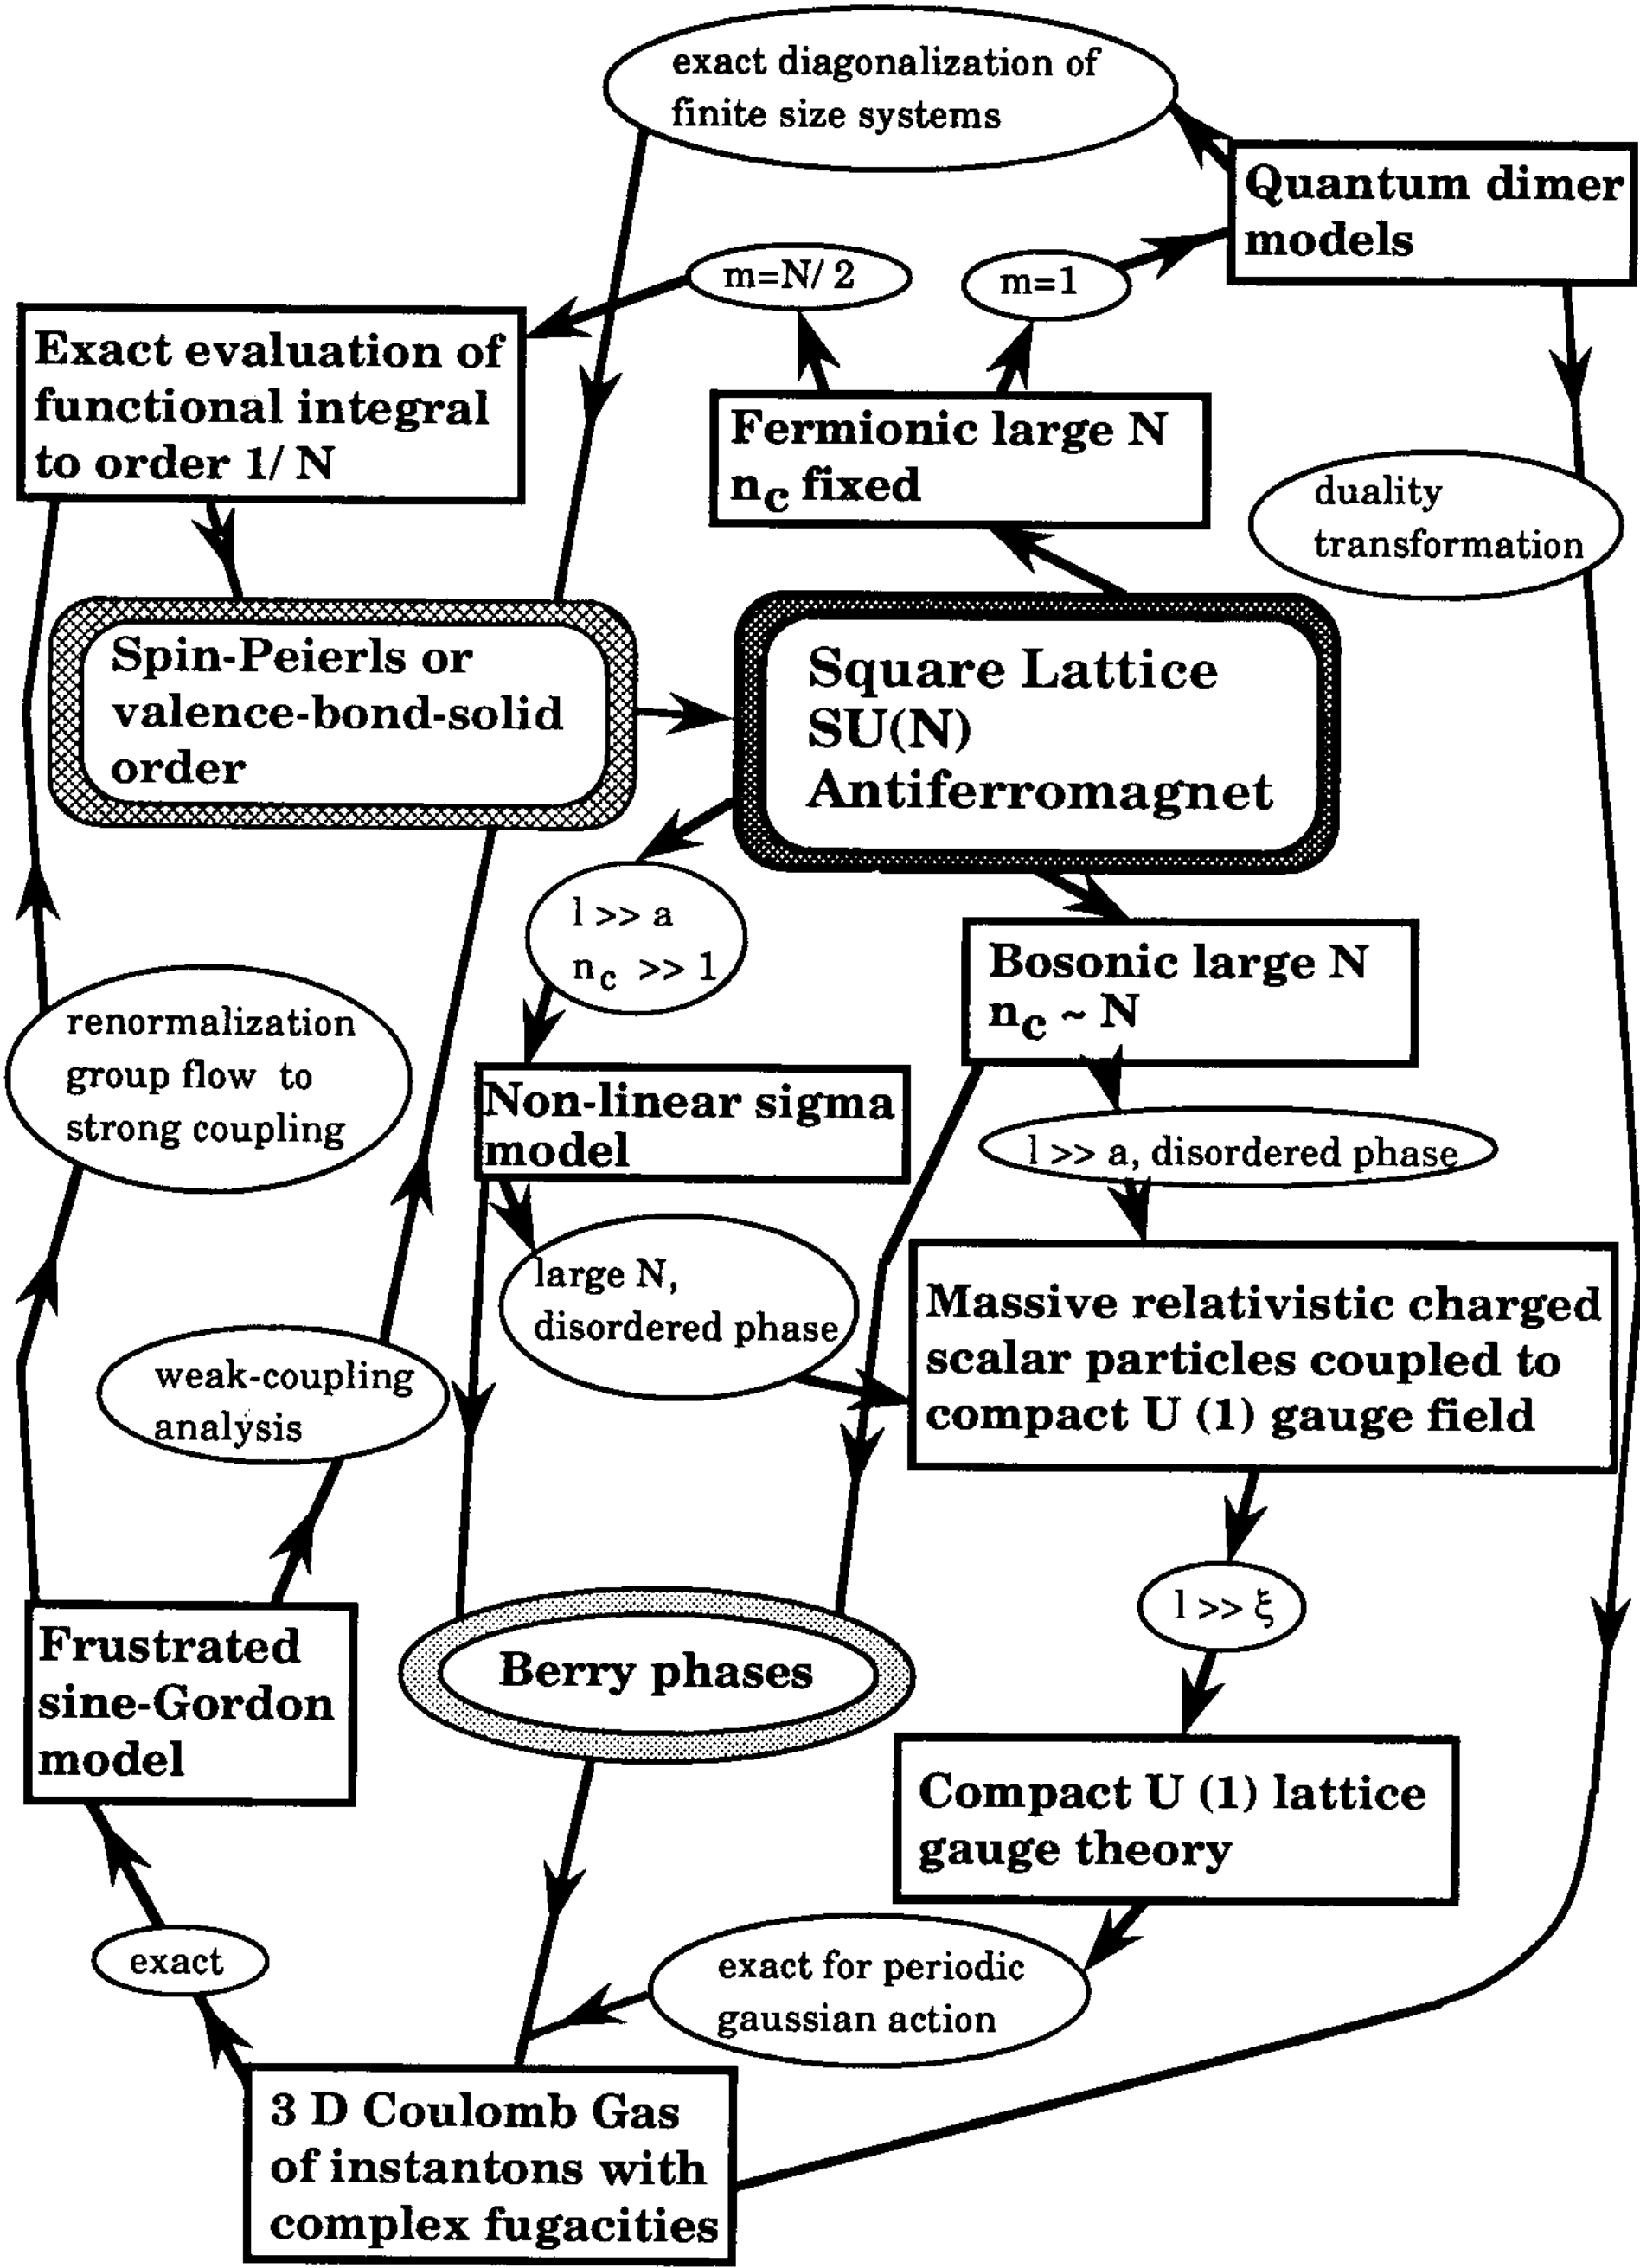 exact diagonalization of
finite size systems
Quantum dimer
models
m=N/ 2
m=1
Exact evaluation of
functional integral
to order 1/ N
Fermionic large N
n_c fixed
duality
transformation
Spin-Peierls or
valence-bond-solid
order
Square Lattice
SU(N)
Antiferromagnet
l >> a
n_c >> 1
Bosonic large N
n_c ~ N
renormalization
group flow to
strong coupling
Non-linear sigma
model
l >> a, disordered phase
large N,
disordered phase
Massive relativistic charged
scalar particles coupled to
compact U (1) gauge field
weak-coupling
analysis
l >> ξ
Frustrated
sine-Gordon
model
Berry phases
Compact U (1) lattice
gauge theory
exact
exact for periodic
gaussian action
3 D Coulomb Gas
of instantons with
complex fugacities